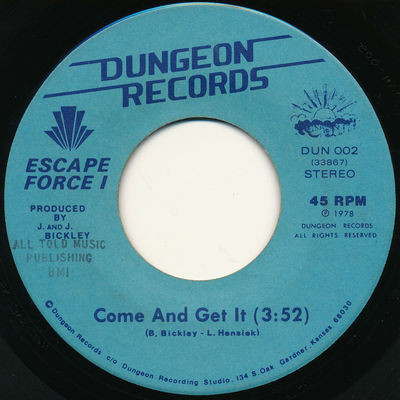 DUNGEON
RECORDS
DUN 002
(33867)
STEREO
ESCAPE
FORCE I
PRODUCED
BY
J. AND J.
BICKLEY
ALL TOLD MUSIC
PUBLISHING
BMI
45 RPM
℗ 1978
DUNGEON RECORDS
ALL RIGHTS RESERVED
Come And Get It (3:52)
(B. Bickley - L. Hensiek)
© Dungeon Records c/o Dungeon Recording Studio. 134 S. Oak Gardner, Kansas 66030